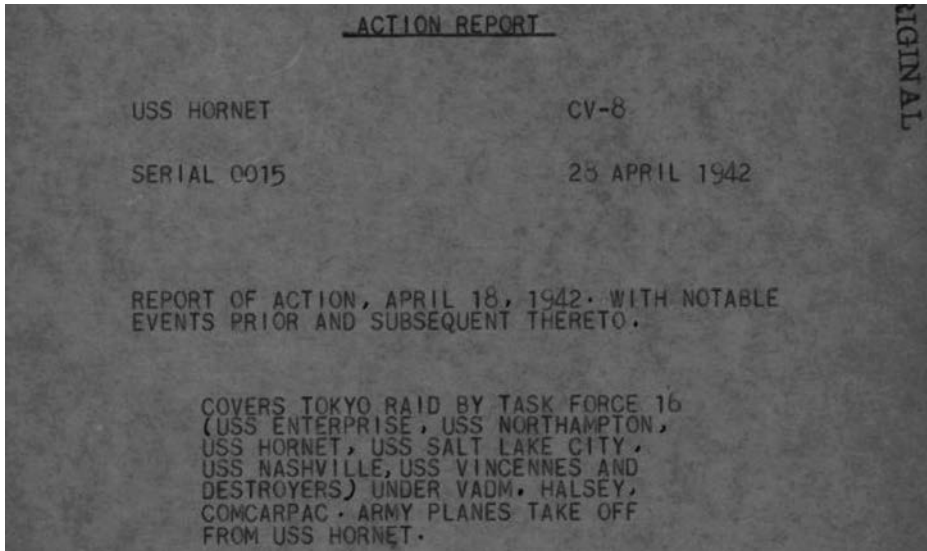 ACTION REPORT
RIGINAL
USS HORNET CV-8
SERIAL 0015 28 APRIL 1942
REPORT OF ACTION, APRIL 18, 1942. WITH NOTABLE
EVENTS PRIOR AND SUBSEQUENT THERETO.
COVERS TOKYO RAID BY TASK FORCE 16
(USS ENTERPRISE, USS NORTHAMPTON,
USS HORNET, USS SALT LAKE CITY,
USS NASHVILLE, USS VINCENNES AND
DESTROYERS) UNDER VADM. HALSEY,
COMCARPAC. ARMY PLANES TAKE OFF
FROM USS HORNET.